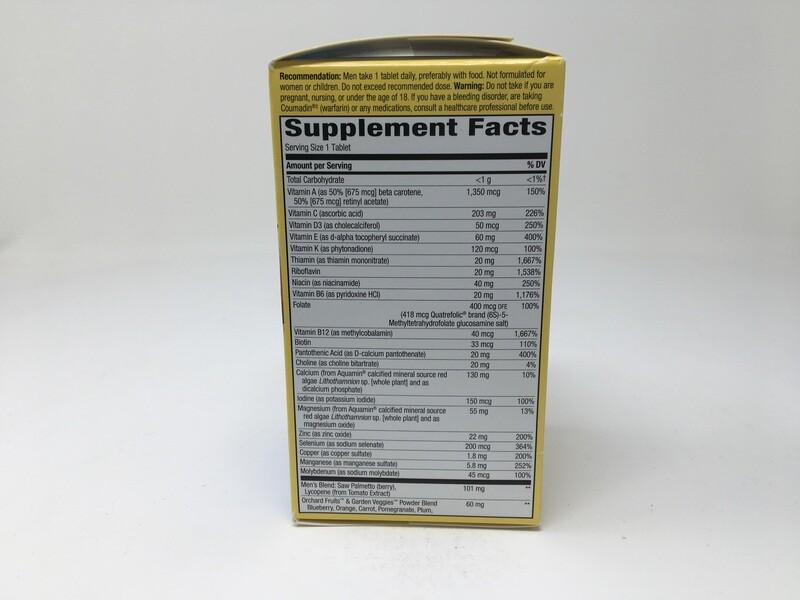 Recommendation: Men take 1 tablet daily, preferably with food. Not formulated for
women or children. Do not exceed recommended dose. Warning: Do not take if you are
pregnant, nursing, or under the age of 18. If you have a bleeding disorder, are taking
Coumadin®‡ (warfarin) or any medications, consult a healthcare professional before use.
Supplement Facts
Serving Size 1 Tablet
Amount per Serving % DV
Total Carbohydrate <1 g <1%†
Vitamin A (as 50% [675 mcg] beta carotene, 1,350 mcg 150%
50% [675 mcg] retinyl acetate)
Vitamin C (ascorbic acid) 203 mg 226%
Vitamin D3 (as cholecalciferol) 50 mcg 250%
Vitamin E (as d-alpha tocopheryl succinate) 60 mg 400%
Vitamin K (as phytonadione) 120 mcg 100%
Thiamin (as thiamin mononitrate) 20 mg 1,667%
Riboflavin 20 mg 1,538%
Niacin (as niacinamide) 40 mg 250%
Vitamin B6 (as pyridoxine HCl) 20 mg 1,176%
Folate 400 mcg DFE 100%
(418 mcg Quatrefolic® brand (6S)-5-
Methyltetrahydrofolate glucosamine salt)
Vitamin B12 (as methylcobalamin) 40 mcg 1,667%
Biotin 33 mcg 110%
Pantothenic Acid (as D-calcium pantothenate) 20 mg 400%
Choline (as choline bitartrate) 20 mg 4%
Calcium (from Aquamin® calcified mineral source red 130 mg 10%
algae Lithothamnion sp. [whole plant] and as
dicalcium phosphate)
Iodine (as potassium iodide) 150 mcg 100%
Magnesium (from Aquamin® calcified mineral source 55 mg 13%
red algae Lithothamnion sp. [whole plant] and as
magnesium oxide)
Zinc (as zinc oxide) 22 mg 200%
Selenium (as sodium selenate) 200 mcg 364%
Copper (as copper sulfate) 1.8 mg 200%
Manganese (as manganese sulfate) 5.8 mg 252%
Molybdenum (as sodium molybdate) 45 mcg 100%
Men's Blend: Saw Palmetto (berry), 101 mg **
Lycopene (from Tomato Extract)
Orchard Fruits™ & Garden Veggies™ Powder Blend 60 mg **
Blueberry, Orange, Carrot, Pomegranate, Plum,